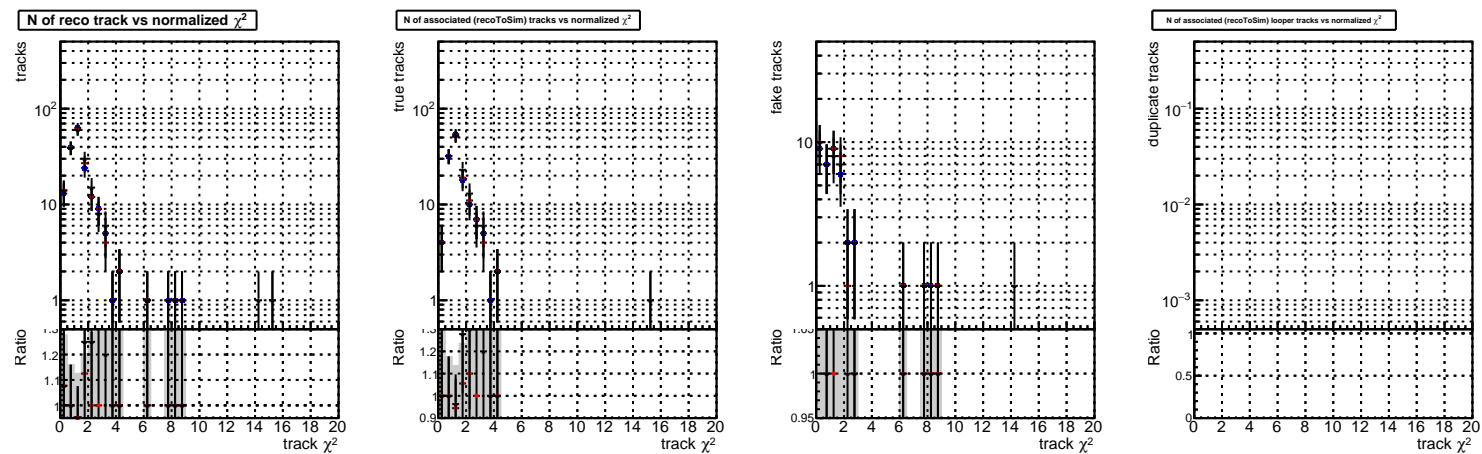 N of reco track vs normalized χ²
tracks
10²
10
1
Ratio
1.3
1.2
1.1
1
0 2 4 6 8 10 12 14 16 18 20
track χ²
N of associated (recoToSim) tracks vs normalized χ²
true tracks
10²
10
1
Ratio
1.3
1.2
1.1
1
0.9
0 2 4 6 8 10 12 14 16 18 20
track χ²
fake tracks
10
1
Ratio
1.05
1
0.95
0 2 4 6 8 10 12 14 16 18 20
track χ²
N of associated (recoToSim) looper tracks vs normalized χ²
duplicate tracks
10⁻¹
10⁻²
10⁻³
Ratio
1
0.5
0
0 2 4 6 8 10 12 14 16 18 20
track χ²